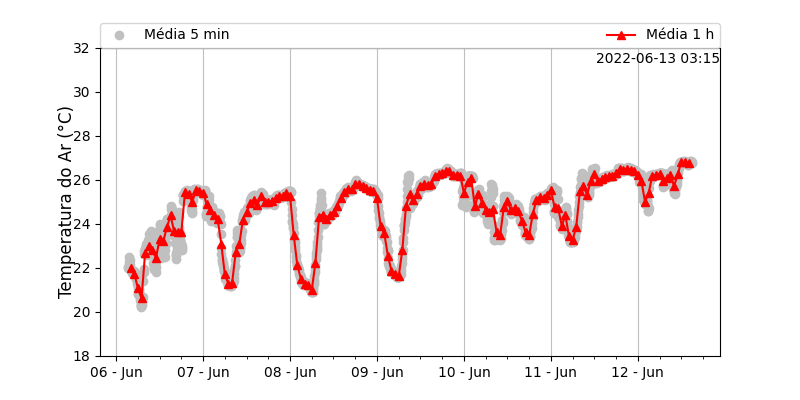 Média 5 min
Média 1 h
2022-06-13 03:15
Temperatura do Ar (°C)
32
30
28
26
24
22
20
18
06 - Jun
07 - Jun
08 - Jun
09 - Jun
10 - Jun
11 - Jun
12 - Jun